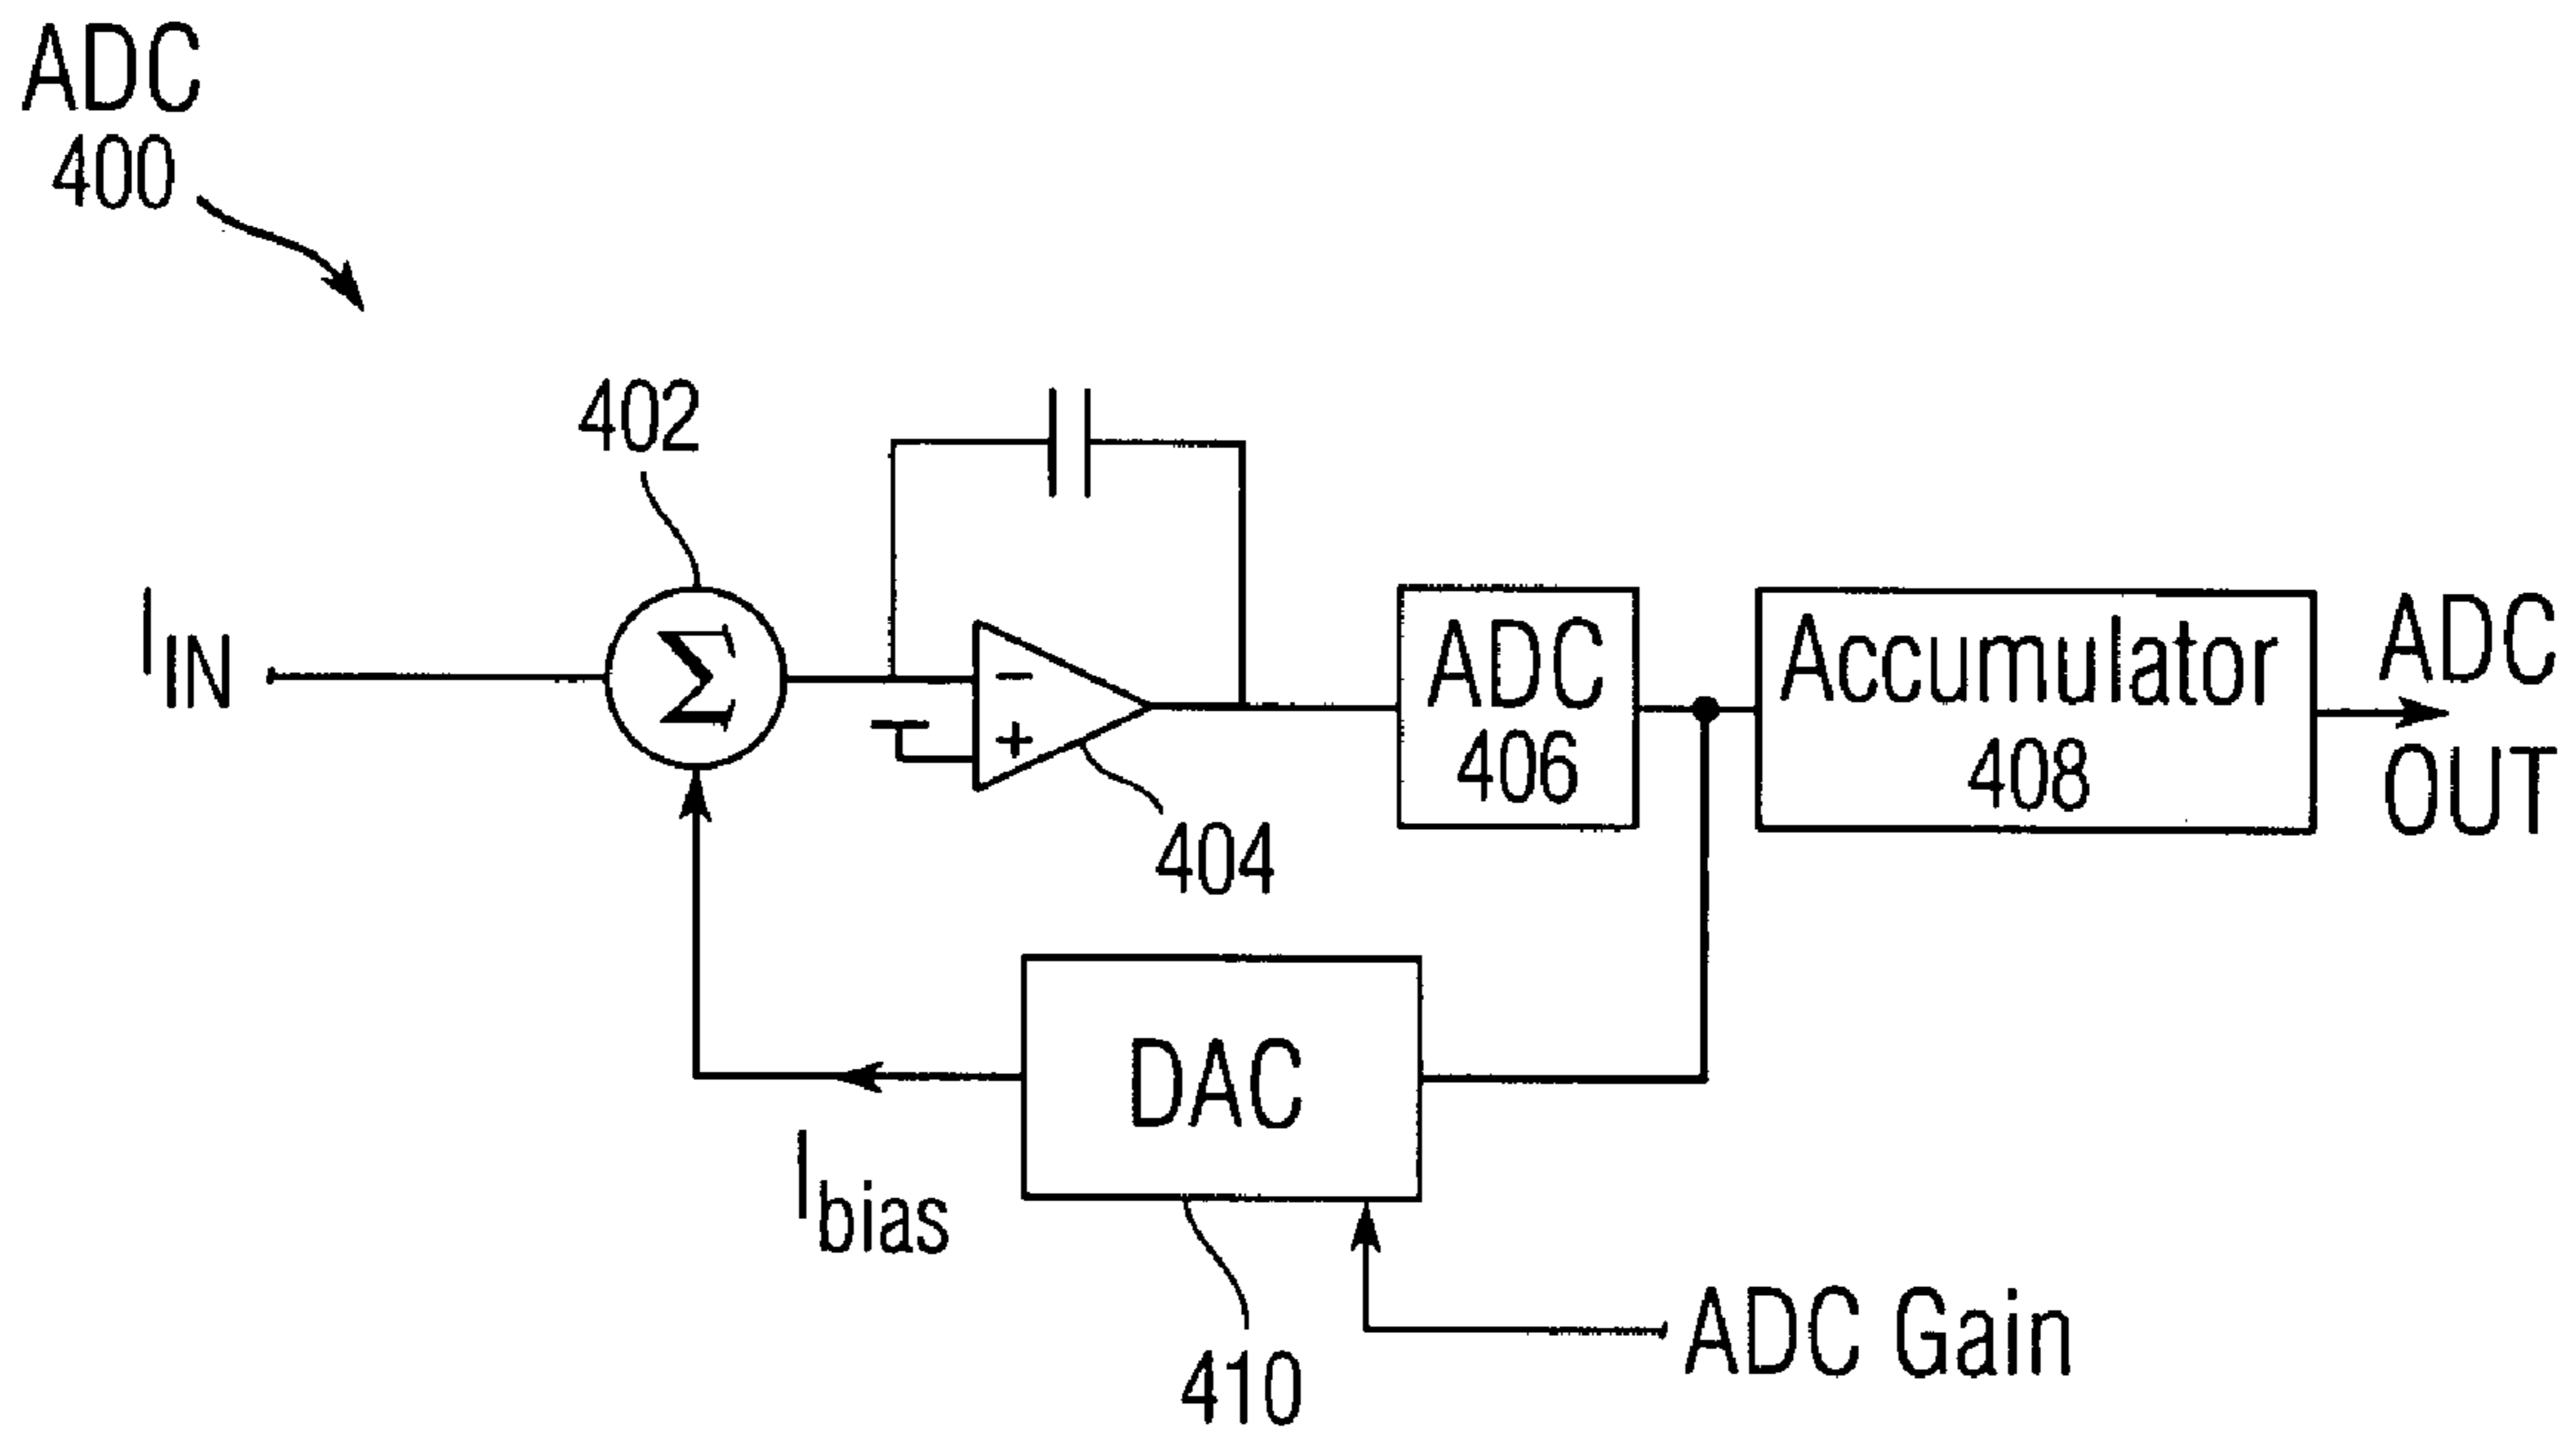 ADC
400
402
I_IN
Σ
−
+
404
ADC
406
Accumulator
408
ADC
OUT
DAC
I_bias
410
ADC Gain